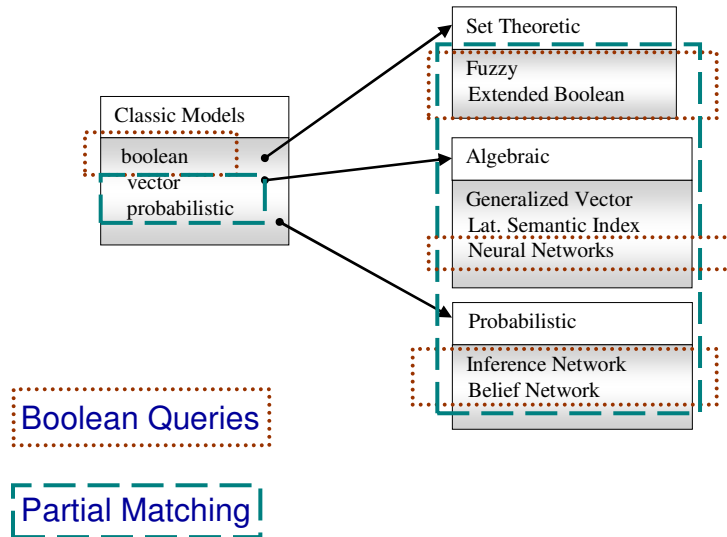 Classic Models
boolean
vector
probabilistic
Set Theoretic
Fuzzy
Extended Boolean
Algebraic
Generalized Vector
Lat. Semantic Index
Neural Networks
Probabilistic
Inference Network
Belief Network
Boolean Queries
Partial Matching